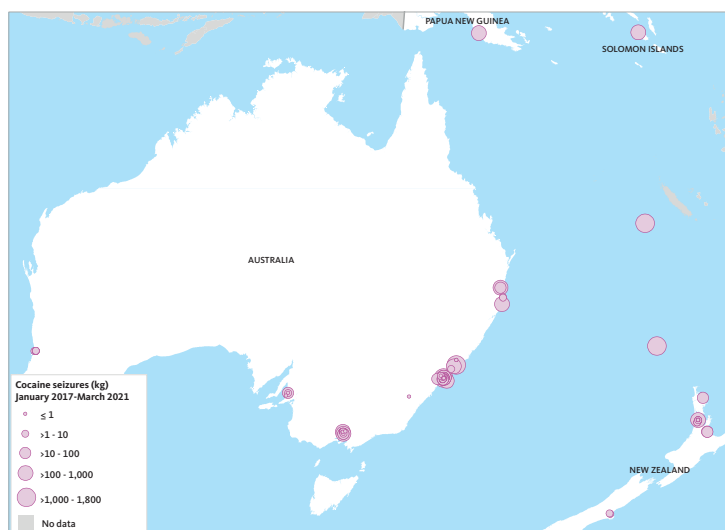 PAPUA NEW GUINEA
SOLOMON ISLANDS
AUSTRALIA
Cocaine seizures (kg)
January 2017-March 2021
≤ 1
>1 - 10
>10 - 100
>100 - 1,000
>1,000 - 1,800
No data
NEW ZEALAND